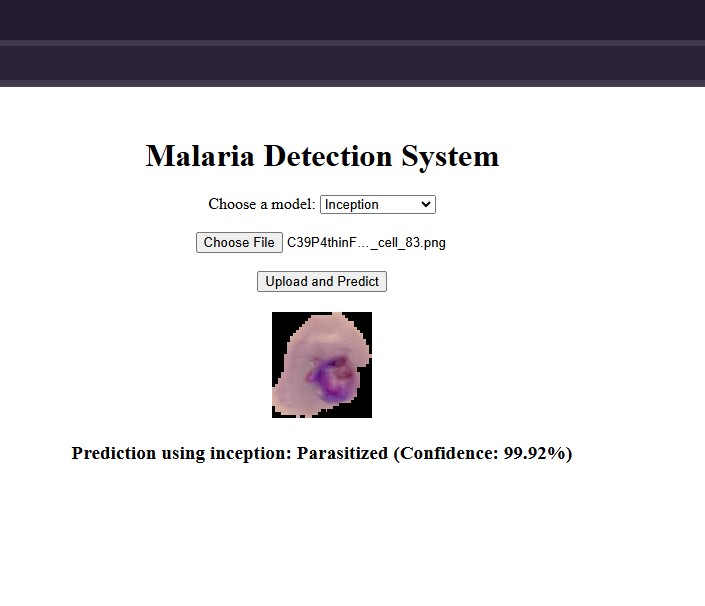 Malaria Detection System
Choose a model: Inception
Choose File C39P4thinF..._cell_83.png
Upload and Predict
Prediction using inception: Parasitized (Confidence: 99.92%)